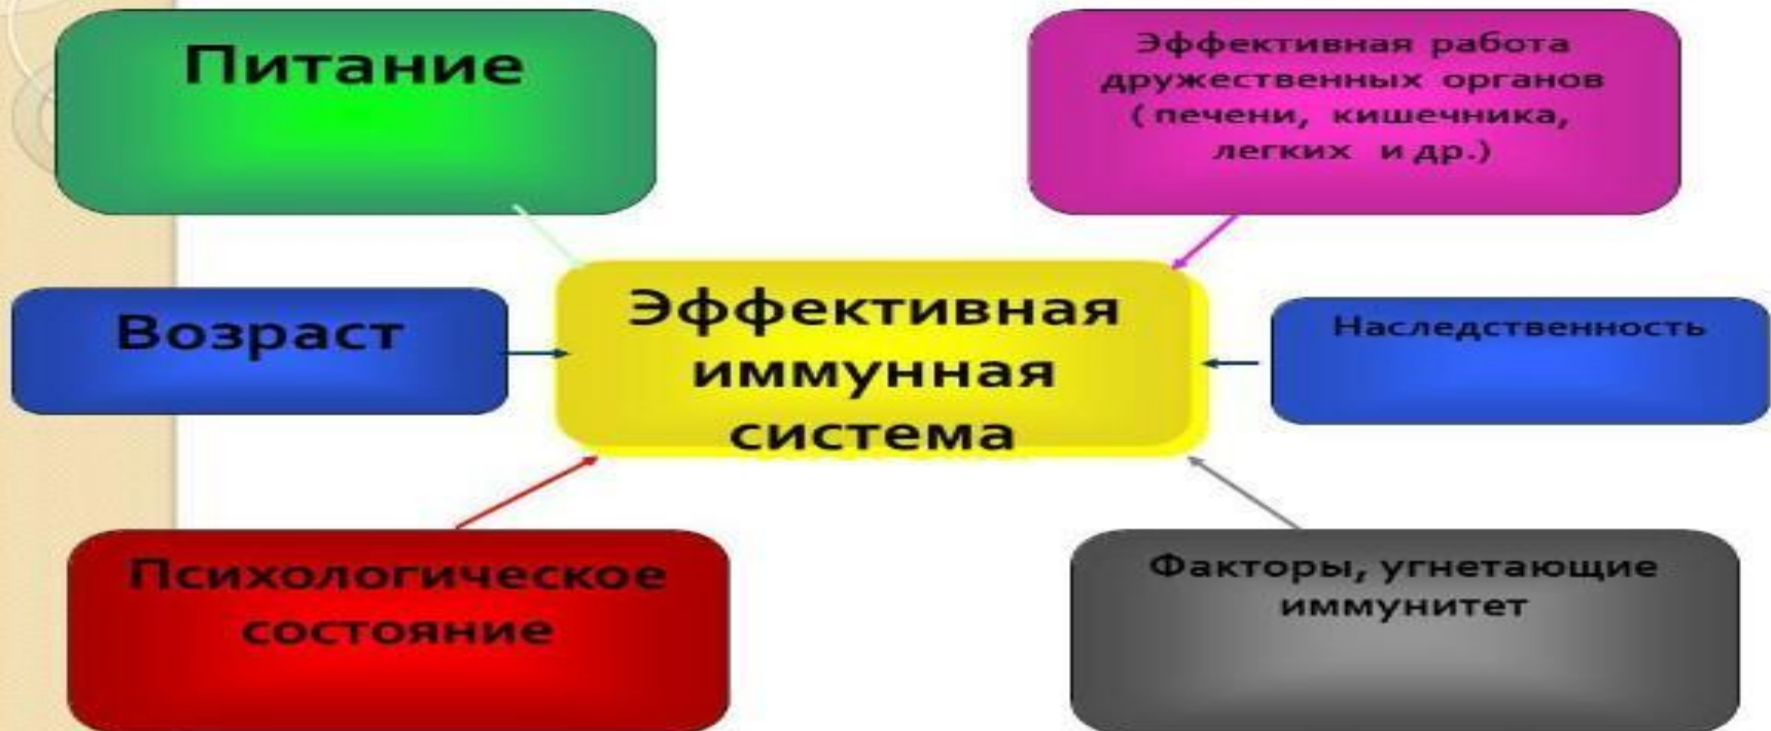 Питание
Эффективная работа
дружественных органов
( печени, кишечника,
легких и др.)
Возраст
Эффективная
иммунная
система
Наследственность
Психологическое
состояние
Факторы, угнетающие
иммунитет